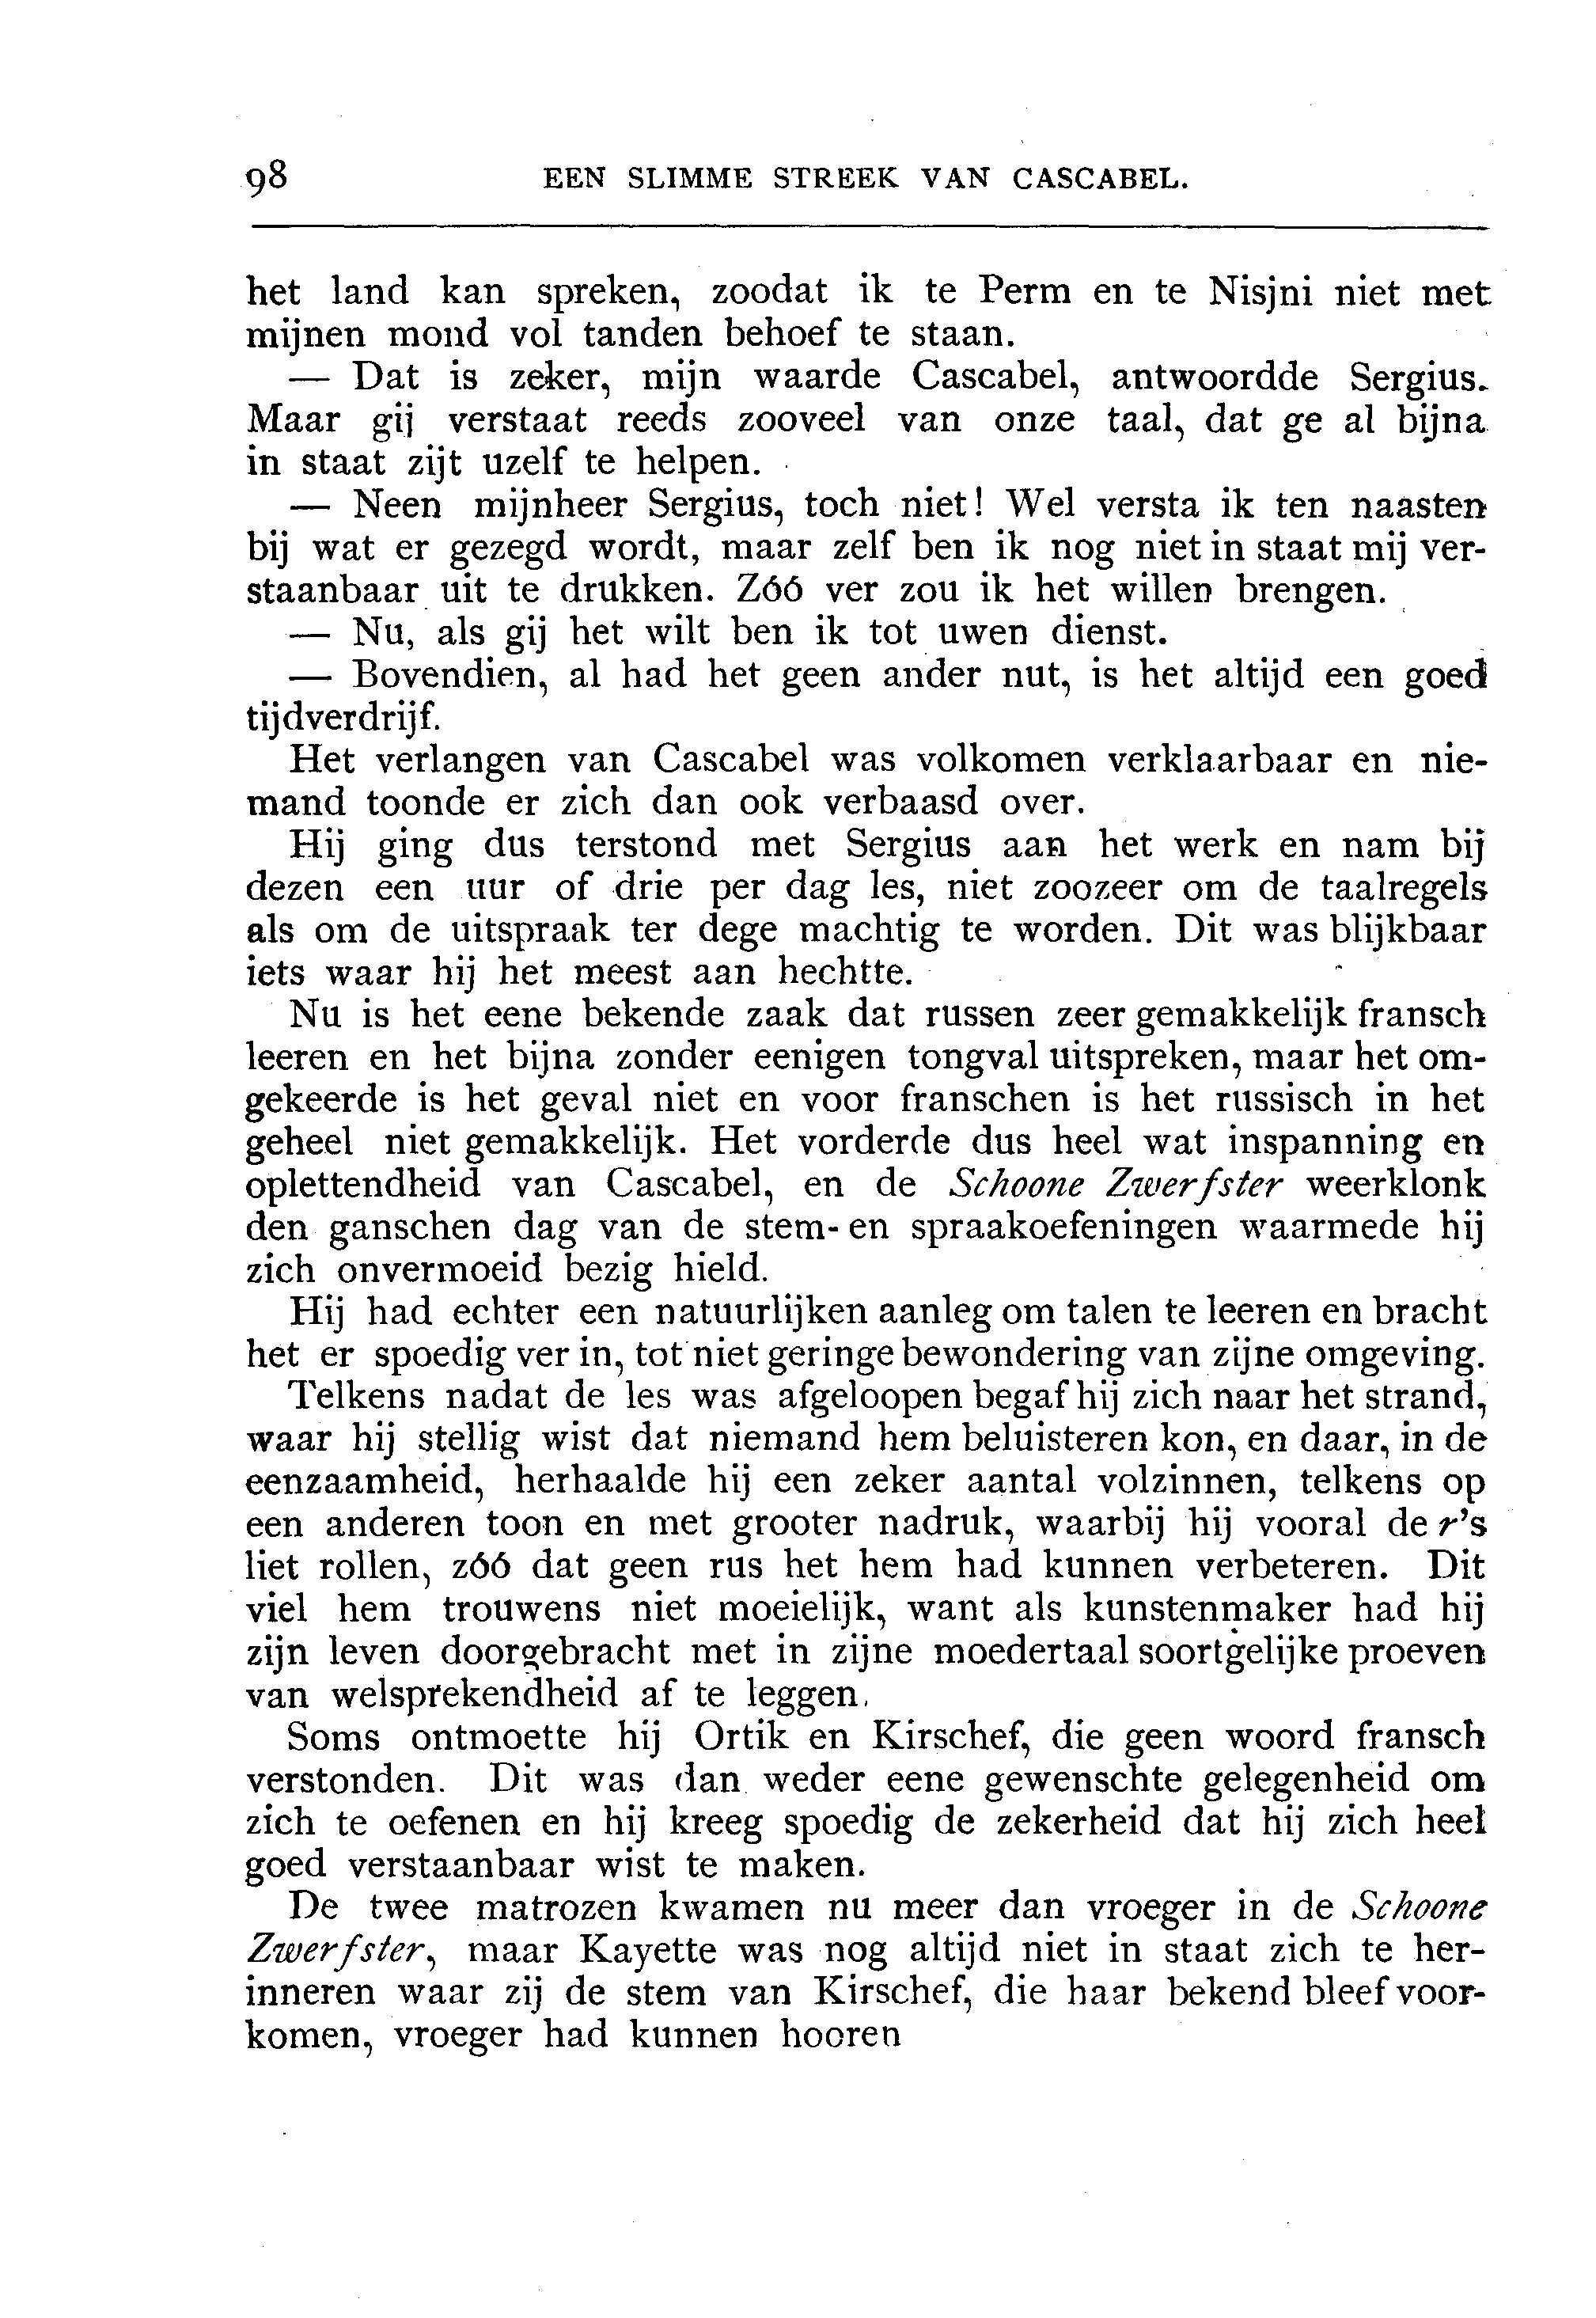 98 EEN SLIMME STREEK VAN CASCABEL.
het land kan spreken, zoodat ik te Perm en te Nisjni niet met
mijnen mond vol tanden behoef te staan.
— Dat is zeker, mijn waarde Cascabel, antwoordde Sergius.
Maar gij verstaat reeds zooveel van onze taal, dat ge al bijna
in staat zijt uzelf te helpen.
— Neen mijnheer Sergius, toch niet! Wel versta ik ten naasten
bij wat er gezegd wordt, maar zelf ben ik nog niet in staat mij ver-
staanbaar uit te drukken. Zóó ver zou ik het willen brengen.
— Nu, als gij het wilt ben ik tot uwen dienst.
— Bovendien, al had het geen ander nut, is het altijd een goed
tijdverdrijf.
Het verlangen van Cascabel was volkomen verklaarbaar en nie-
mand toonde er zich dan ook verbaasd over.
Hij ging dus terstond met Sergius aan het werk en nam bij
dezen een uur of drie per dag les, niet zoozeer om de taalregels
als om de uitspraak ter dege machtig te worden. Dit was blijkbaar
iets waar hij het meest aan hechtte.
Nu is het eene bekende zaak dat russen zeer gemakkelijk fransch
leeren en het bijna zonder eenigen tongval uitspreken, maar het om-
gekeerde is het geval niet en voor franschen is het russisch in het
geheel niet gemakkelijk. Het vorderde dus heel wat inspanning en
oplettendheid van Cascabel, en de Schoone Zwerfster weerklonk
den ganschen dag van de stem- en spraakoefeningen waarmede hij
zich onvermoeid bezig hield.
Hij had echter een natuurlijken aanleg om talen te leeren en bracht
het er spoedig ver in, tot niet geringe bewondering van zijne omgeving.
Telkens nadat de les was afgeloopen begaf hij zich naar het strand,
waar hij stellig wist dat niemand hem beluisteren kon, en daar, in de
eenzaamheid, herhaalde hij een zeker aantal volzinnen, telkens op
een anderen toon en met grooter nadruk, waarbij hij vooral de r's
liet rollen, zóó dat geen rus het hem had kunnen verbeteren. Dit
viel hem trouwens niet moeielijk, want als kunstenmaker had hij
zijn leven doorgebracht met in zijne moedertaal soortgelijke proeven
van welsprekendheid af te leggen.
Soms ontmoette hij Ortik en Kirschef, die geen woord fransch
verstonden. Dit was dan weder eene gewenschte gelegenheid om
zich te oefenen en hij kreeg spoedig de zekerheid dat hij zich heel
goed verstaanbaar wist te maken.
De twee matrozen kwamen nu meer dan vroeger in de Schoone
Zwerfster, maar Kayette was nog altijd niet in staat zich te her-
inneren waar zij de stem van Kirschef, die haar bekend bleef voor-
komen, vroeger had kunnen hooren